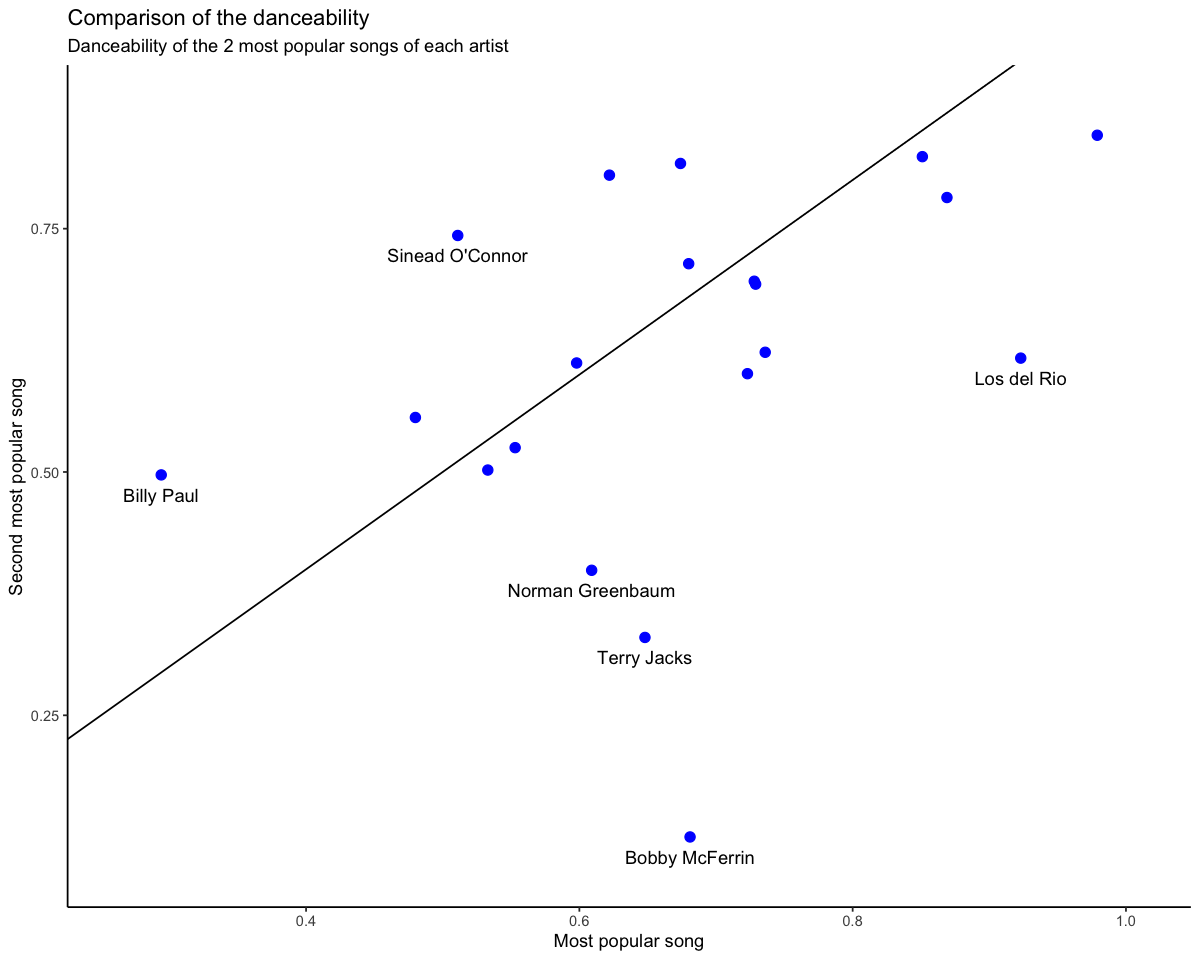 Comparison of the danceability
Danceability of the 2 most popular songs of each artist
Second most popular song
0.75
0.50
0.25
Sinead O'Connor
Los del Rio
Billy Paul
Norman Greenbaum
Terry Jacks
Bobby McFerrin
0.4
0.6
0.8
1.0
Most popular song